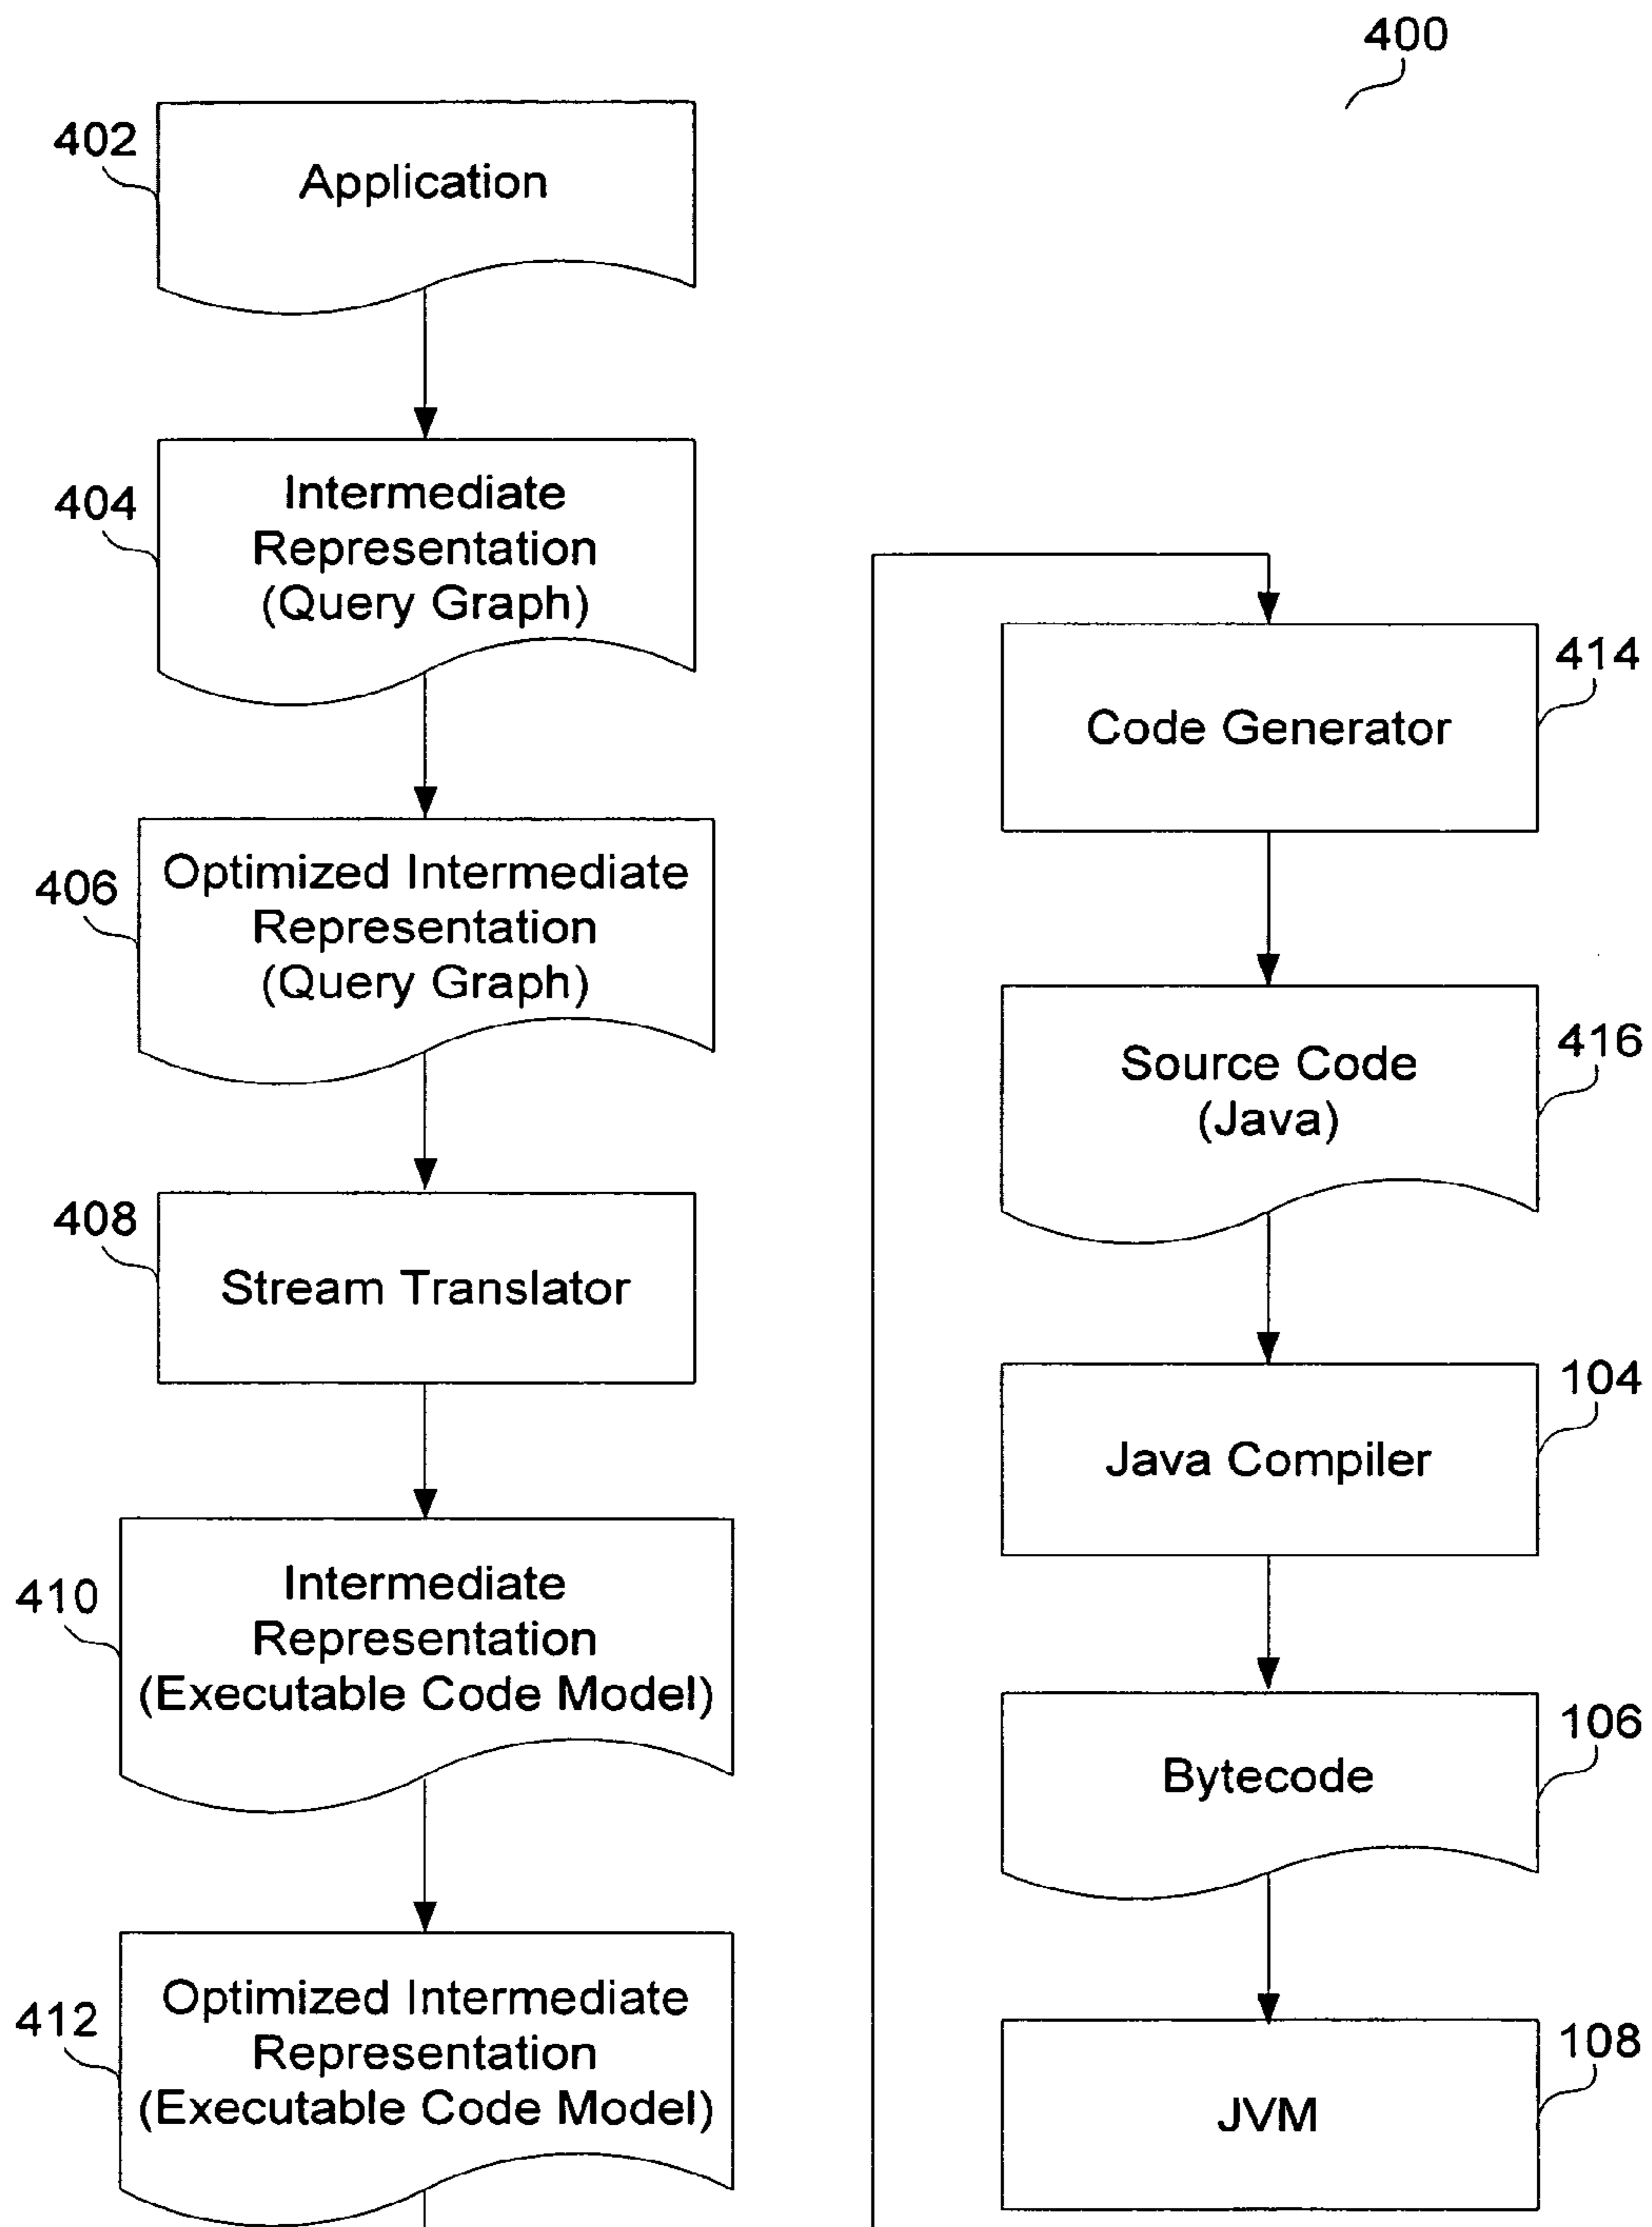 400
402
Application
404
Intermediate
Representation
(Query Graph)
406
Optimized Intermediate
Representation
(Query Graph)
408
Stream Translator
410
Intermediate
Representation
(Executable Code Model)
412
Optimized Intermediate
Representation
(Executable Code Model)
414
Code Generator
416
Source Code
(Java)
104
Java Compiler
106
Bytecode
108
JVM